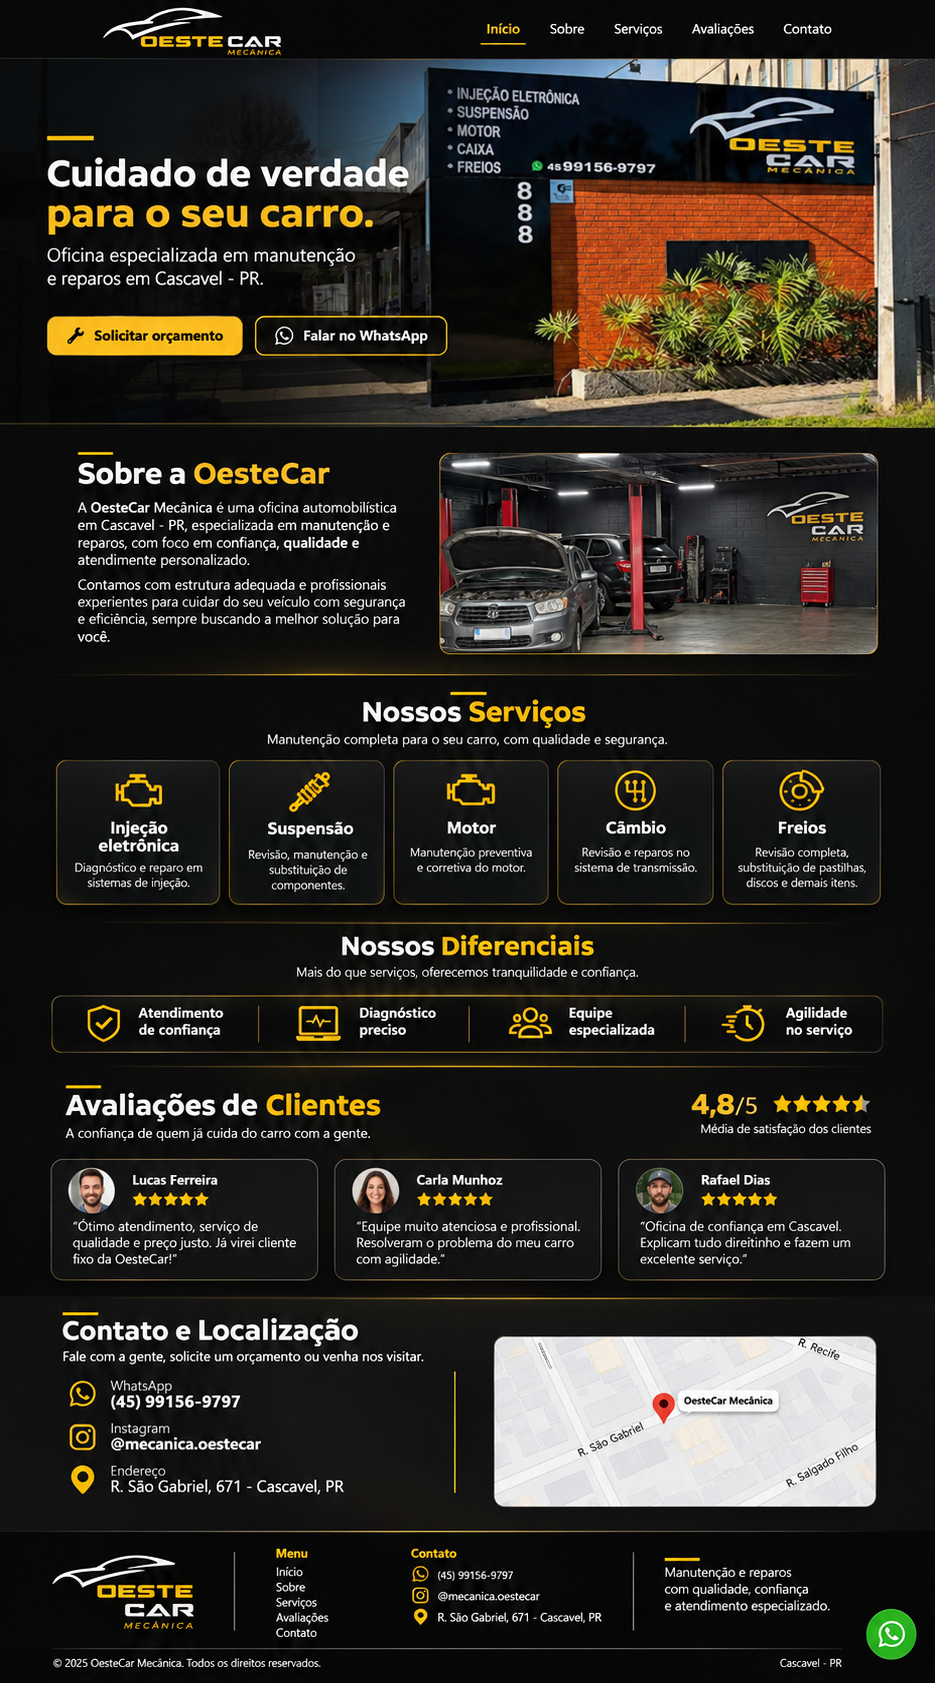 OESTE CAR
MECÂNICA
Início
Sobre
Serviços
Avaliações
Contato
• INJEÇÃO ELETRÔNICA
• SUSPENSÃO
• MOTOR
• CAIXA
• FREIOS
45 99156-9797
OESTE
CAR
MECÂNICA
8
8
8
Cuidado de verdade
para o seu carro.
Oficina especializada em manutenção
e reparos em Cascavel - PR.
Solicitar orçamento
Falar no WhatsApp
Sobre a OesteCar
A OesteCar Mecânica é uma oficina automobilística
em Cascavel - PR, especializada em manutenção e
reparos, com foco em confiança, qualidade e
atendimento personalizado.
Contamos com estrutura adequada e profissionais
experientes para cuidar do seu veículo com segurança
e eficiência, sempre buscando a melhor solução para
você.
OESTE
CAR
MECÂNICA
Nossos Serviços
Manutenção completa para o seu carro, com qualidade e segurança.
Injeção
eletrônica
Diagnóstico e reparo em
sistemas de injeção.
Suspensão
Revisão, manutenção e
substituição de
componentes.
Motor
Manutenção preventiva
e corretiva do motor.
Câmbio
Revisão e reparos no
sistema de transmissão.
Freios
Revisão completa,
substituição de pastilhas,
discos e demais itens.
Nossos Diferenciais
Mais do que serviços, oferecemos tranquilidade e confiança.
Atendimento
de confiança
Diagnóstico
preciso
Equipe
especializada
Agilidade
no serviço
Avaliações de Clientes
A confiança de quem já cuida do carro com a gente.
4,8/5
Média de satisfação dos clientes
Lucas Ferreira
“Ótimo atendimento, serviço de
qualidade e preço justo. Já virei cliente
fixo da OesteCar!”
Carla Munhoz
“Equipe muito atenciosa e profissional.
Resolveram o problema do meu carro
com agilidade.”
Rafael Dias
“Oficina de confiança em Cascavel.
Explicam tudo direitinho e fazem um
excelente serviço.”
Contato e Localização
Fale com a gente, solicite um orçamento ou venha nos visitar.
WhatsApp
(45) 99156-9797
Instagram
@mecanica.oestecar
Endereço
R. São Gabriel, 671 - Cascavel, PR
R. Recife
OesteCar Mecânica
R. São Gabriel
R. Salgado Filho
OESTE
CAR
MECÂNICA
Menu
Início
Sobre
Serviços
Avaliações
Contato
Contato
(45) 99156-9797
@mecanica.oestecar
R. São Gabriel, 671 - Cascavel, PR
Manutenção e reparos
com qualidade, confiança
e atendimento especializado.
© 2025 OesteCar Mecânica. Todos os direitos reservados.
Cascavel - PR